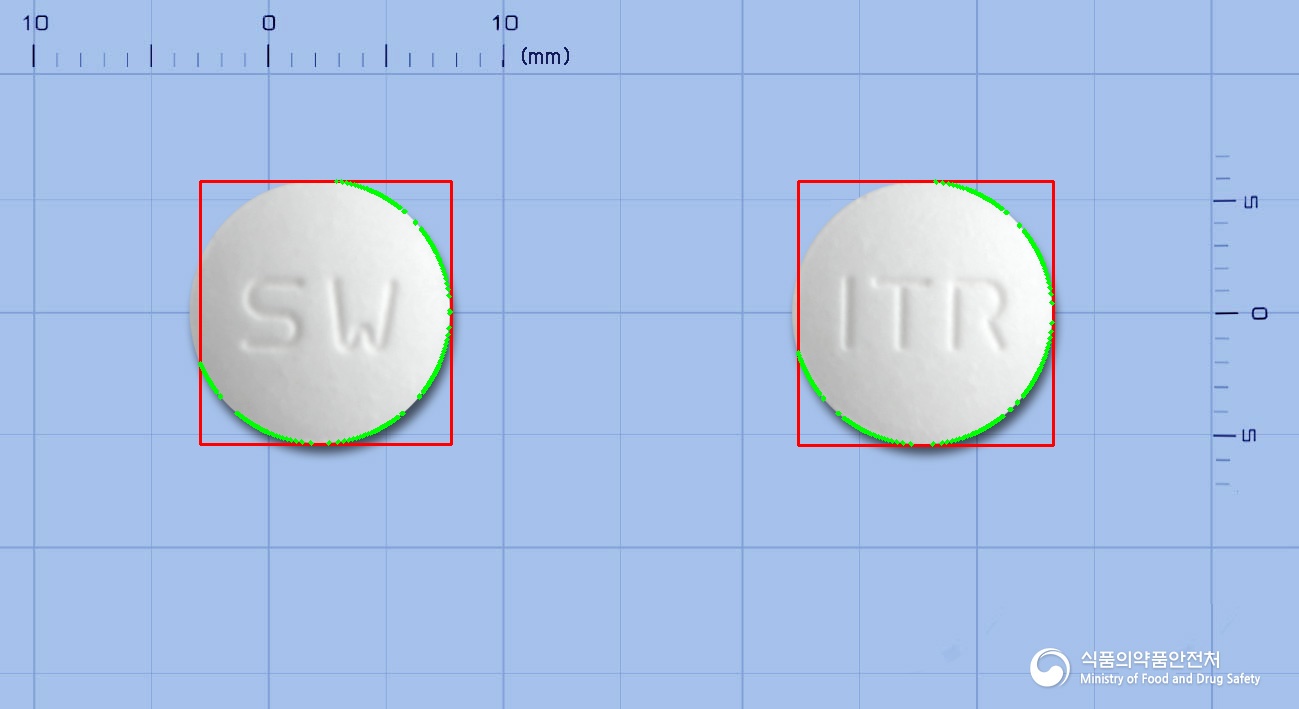 10 0 10
(mm)
SW
ITR
5
0
5
식품의약품안전처
Ministry of Food and Drug Safety